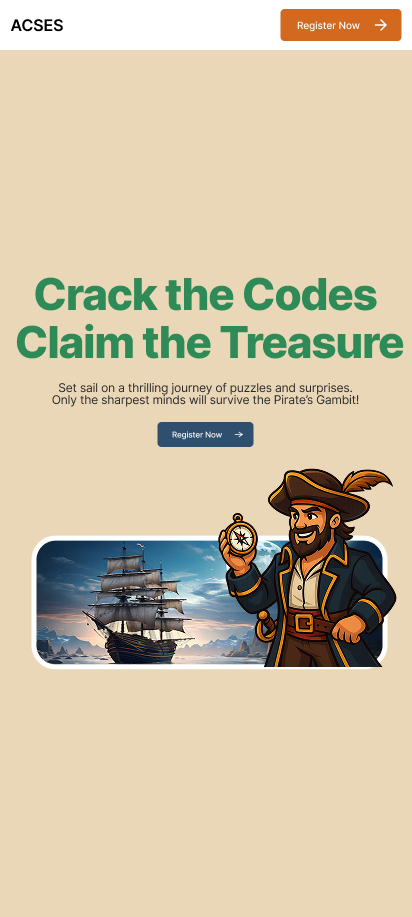 ACSES
Register Now
Crack the Codes
Claim the Treasure
Set sail on a thrilling journey of puzzles and surprises.
Only the sharpest minds will survive the Pirate's Gambit!
Register Now